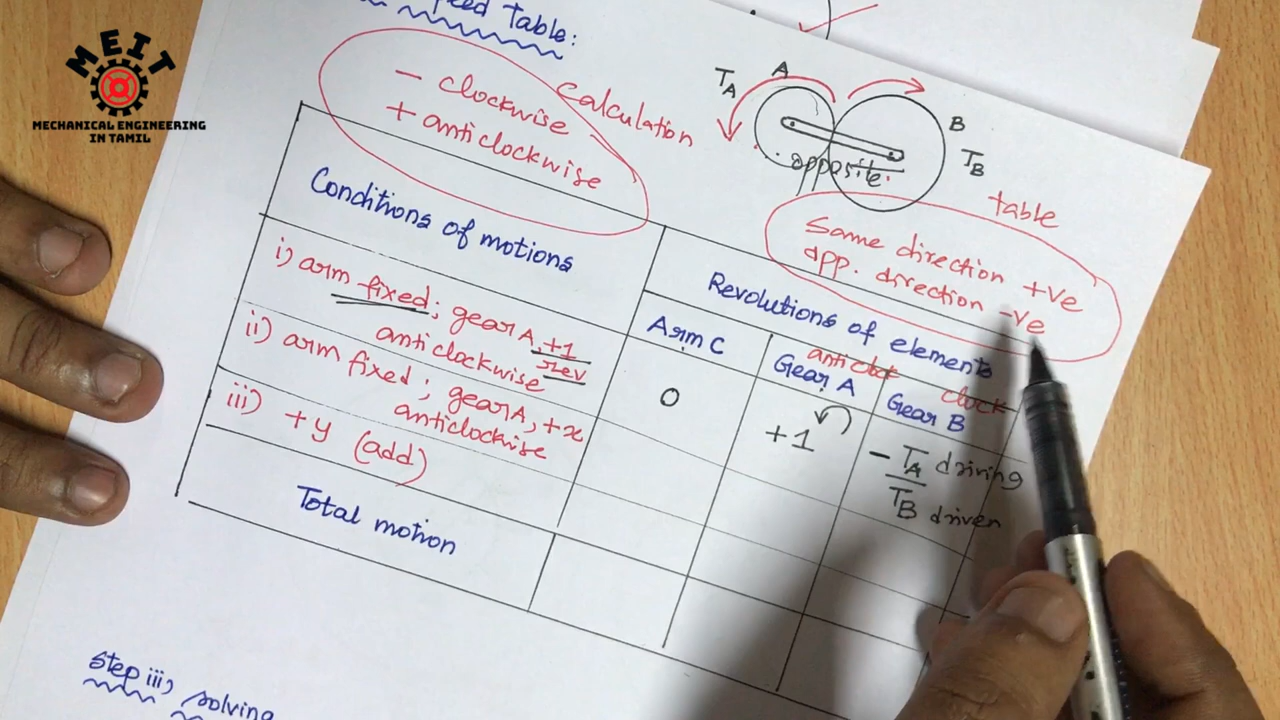 MEIT
MECHANICAL ENGINEERING
IN TAMIL
Table:
- clockwise
+ anticlockwise
calculation
A
TA
B
TB
opposite
table
Same direction +ve
opp. direction -ve
Conditions of motions
Revolutions of elements
Arm C
anticlock
Gear A
clock
Gear B
i) arm fixed; gear A, +1 rev
anticlockwise
0
+1
- TA driving
TB driven
ii) arm fixed; gear A, +x
anticlockwise
iii) +y (add)
Total motion
Step iii) solving